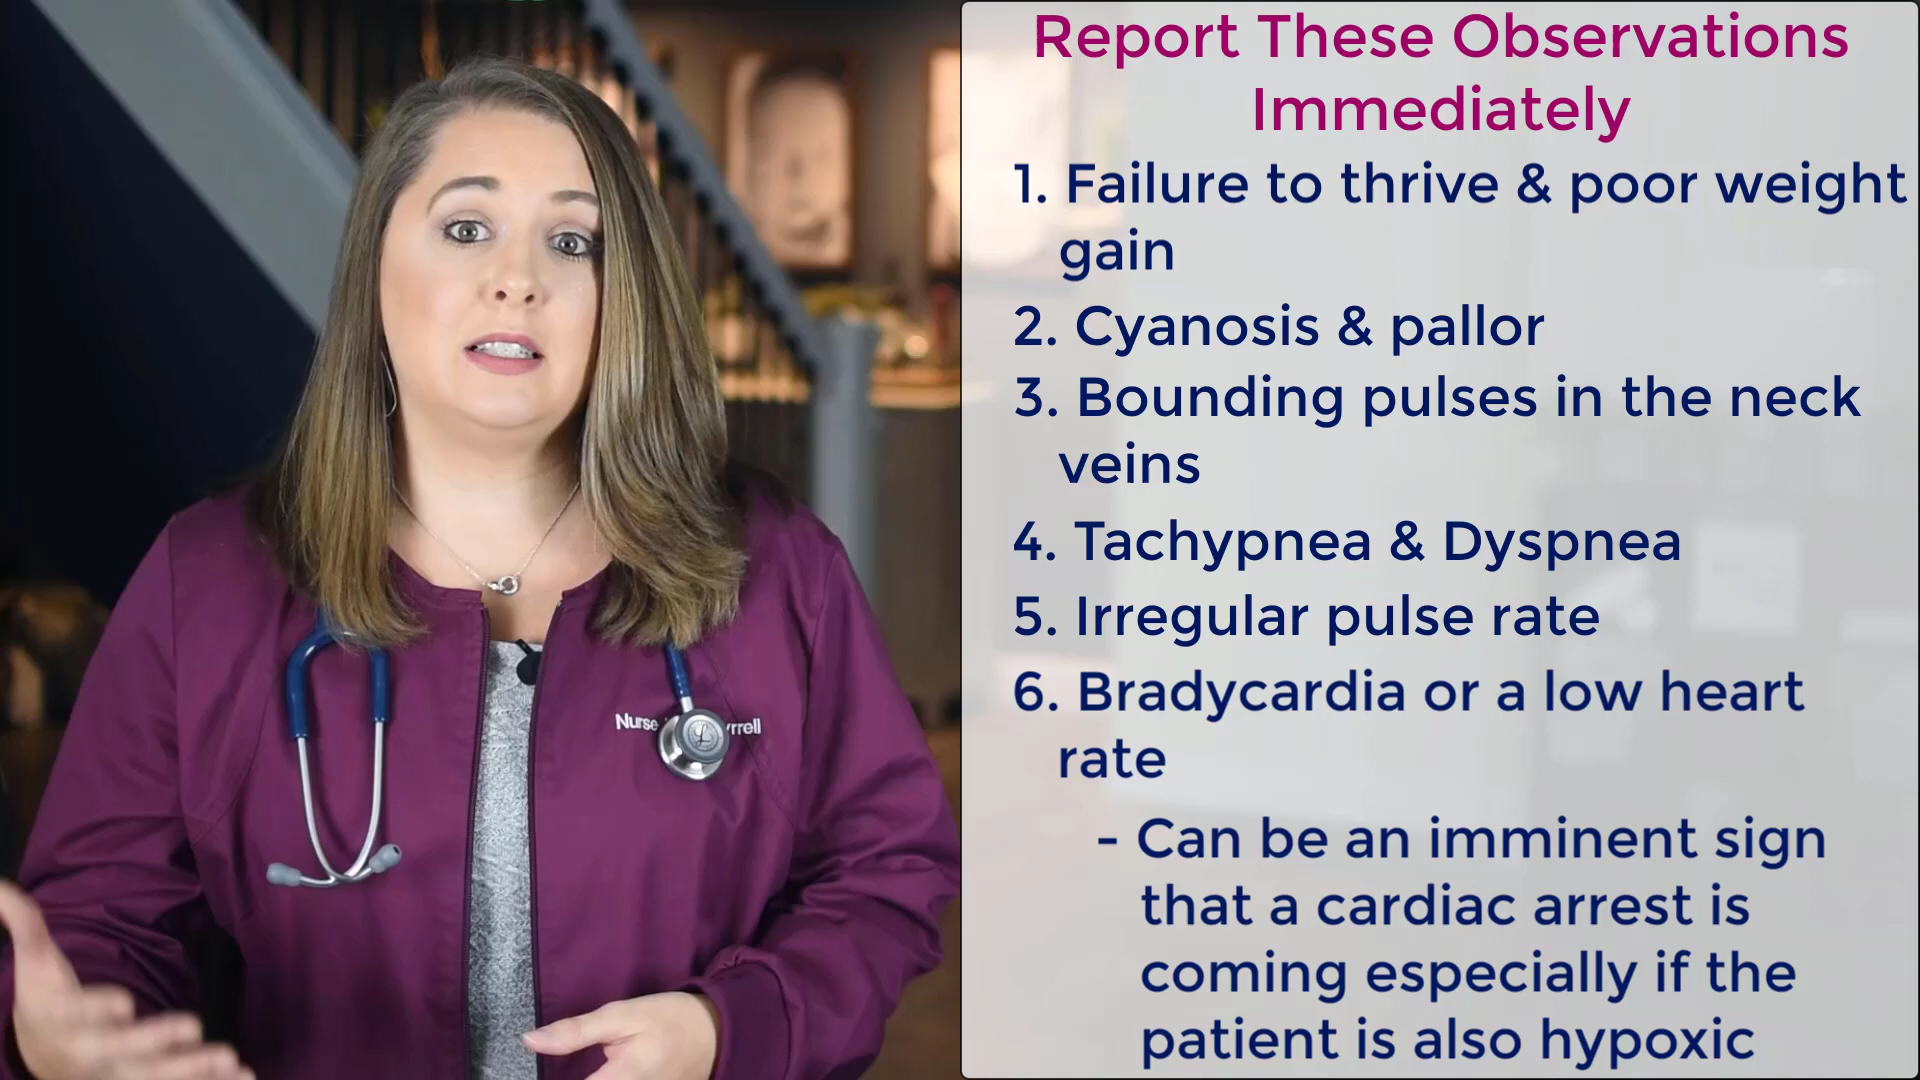 Report These Observations
Immediately
1. Failure to thrive & poor weight
gain
2. Cyanosis & pallor
3. Bounding pulses in the neck
veins
4. Tachypnea & Dyspnea
5. Irregular pulse rate
6. Bradycardia or a low heart
rate
- Can be an imminent sign
that a cardiac arrest is
coming especially if the
patient is also hypoxic
Nurse